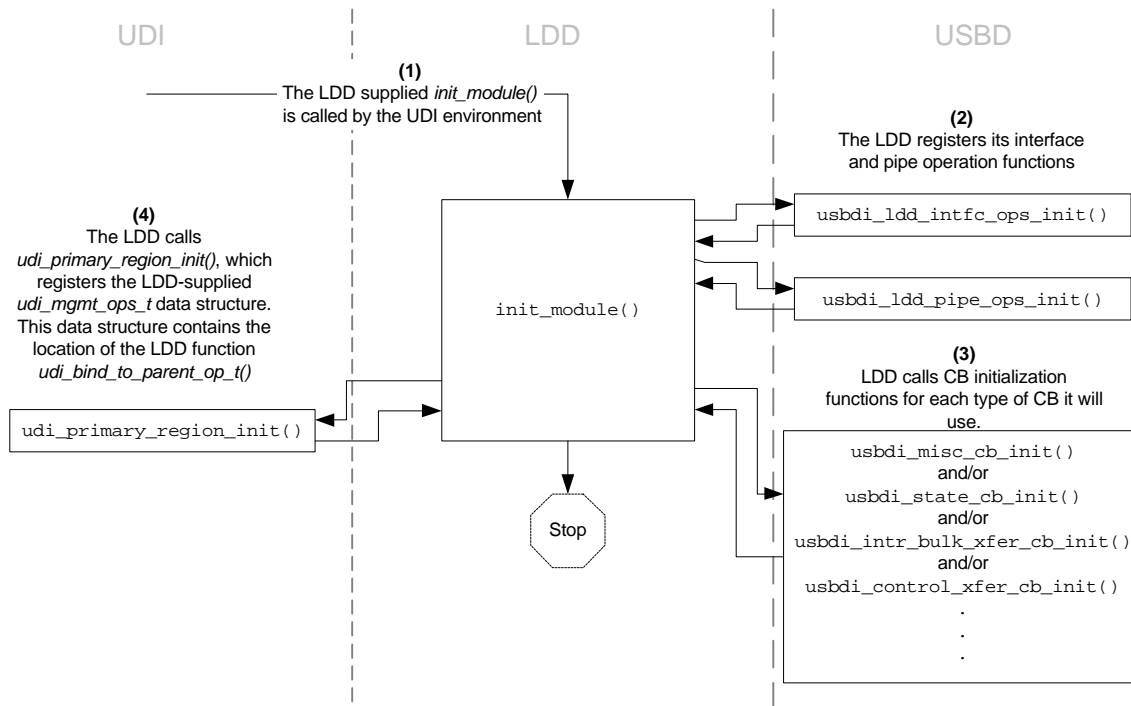 UDI
LDD
USBD
(1)
The LDD supplied init_module()
is called by the UDI environment
(2)
The LDD registers its interface
and pipe operation functions
usbdi_ldd_intfc_ops_init()
usbdi_ldd_pipe_ops_init()
(4)
The LDD calls
udi_primary_region_init(), which
registers the LDD-supplied
udi_mgmt_ops_t data structure.
This data structure contains the
location of the LDD function
udi_bind_to_parent_op_t()
udi_primary_region_init()
init_module()
Stop
(3)
LDD calls CB initialization
functions for each type of CB it will
use.
usbdi_misc_cb_init()
and/or
usbdi_state_cb_init()
and/or
usbdi_intr_bulk_xfer_cb_init()
and/or
usbdi_control_xfer_cb_init()
.
.
.